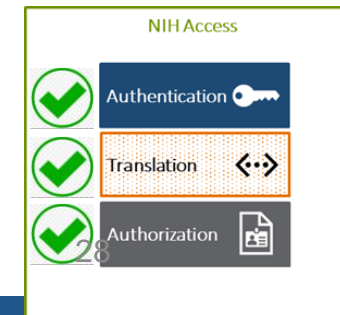 NIH Access
Authentication
Translation
Authorization
28